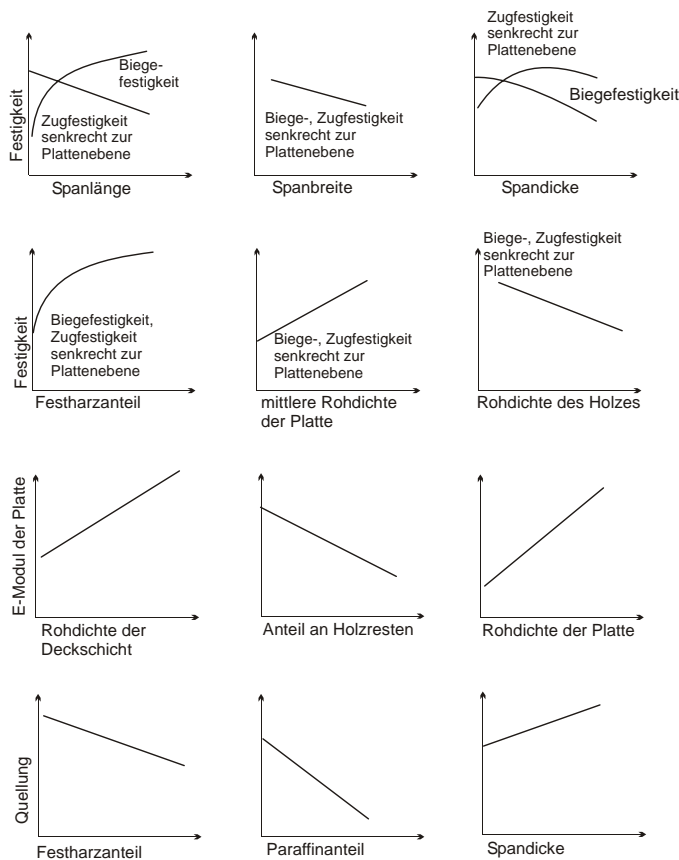 Festigkeit
Biege-
festigkeit
Zugfestigkeit
senkrecht zur
Plattenebene
Spanlänge
Biege-, Zugfestigkeit
senkrecht zur
Plattenebene
Spanbreite
Zugfestigkeit
senkrecht zur
Plattenebene
Biegefestigkeit
Spandicke
Festigkeit
Biegefestigkeit,
Zugfestigkeit
senkrecht zur
Plattenebene
Festharzanteil
Biege-, Zugfestigkeit
senkrecht zur
Plattenebene
mittlere Rohdichte
der Platte
Biege-, Zugfestigkeit
senkrecht zur
Plattenebene
Rohdichte des Holzes
E-Modul der Platte
Rohdichte der
Deckschicht
Anteil an Holzresten
Rohdichte der Platte
Quellung
Festharzanteil
Paraffinanteil
Spandicke